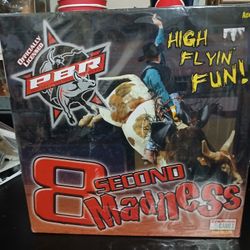 OFFICIALLY
LICENSED
PBR
HIGH
FLYIN'
FUN!
8 SECOND
Madness